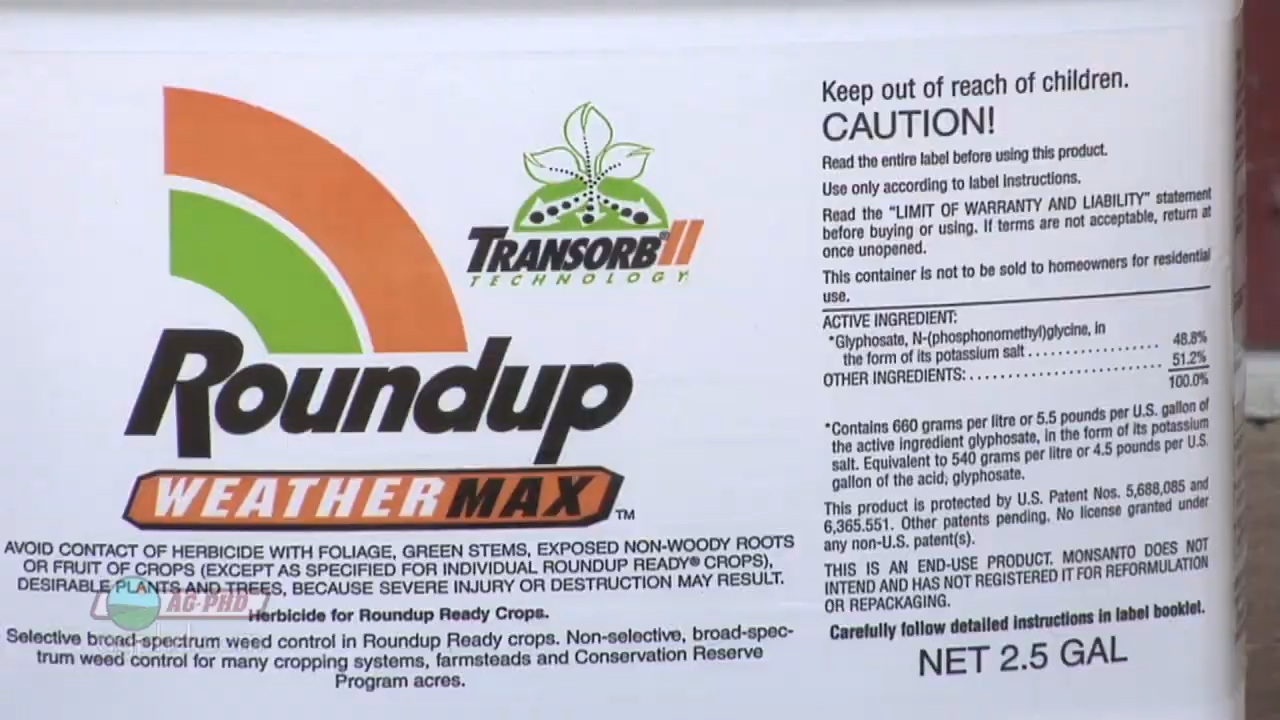 Roundup
WEATHERMAX™
TRANSORB® II
TECHNOLOGY
AVOID CONTACT OF HERBICIDE WITH FOLIAGE, GREEN STEMS, EXPOSED NON-WOODY ROOTS
OR FRUIT OF CROPS (EXCEPT AS SPECIFIED FOR INDIVIDUAL ROUNDUP READY® CROPS),
DESIRABLE PLANTS AND TREES, BECAUSE SEVERE INJURY OR DESTRUCTION MAY RESULT.
Herbicide for Roundup Ready Crops.
Selective broad-spectrum weed control in Roundup Ready crops. Non-selective, broad-spec-
trum weed control for many cropping systems, farmsteads and Conservation Reserve
Program acres.
AG-PHD
Keep out of reach of children.
CAUTION!
Read the entire label before using this product.
Use only according to label instructions.
Read the "LIMIT OF WARRANTY AND LIABILITY" statement
before buying or using. If terms are not acceptable, return at
once unopened.
This container is not to be sold to homeowners for residential
use.
ACTIVE INGREDIENT:
*Glyphosate, N-(phosphonomethyl)glycine, in
the form of its potassium salt . . . . . . . . . . . . . . . . . . 48.8%
OTHER INGREDIENTS: . . . . . . . . . . . . . . . . . . . . . . . . . . 51.2%
100.0%
*Contains 660 grams per litre or 5.5 pounds per U.S. gallon of
the active ingredient glyphosate, in the form of its potassium
salt. Equivalent to 540 grams per litre or 4.5 pounds per U.S.
gallon of the acid, glyphosate.
This product is protected by U.S. Patent Nos. 5,688,085 and
6,365.551. Other patents pending. No license granted under
any non-U.S. patent(s).
THIS IS AN END-USE PRODUCT. MONSANTO DOES NOT
INTEND AND HAS NOT REGISTERED IT FOR REFORMULATION
OR REPACKAGING.
Carefully follow detailed instructions in label booklet.
NET 2.5 GAL